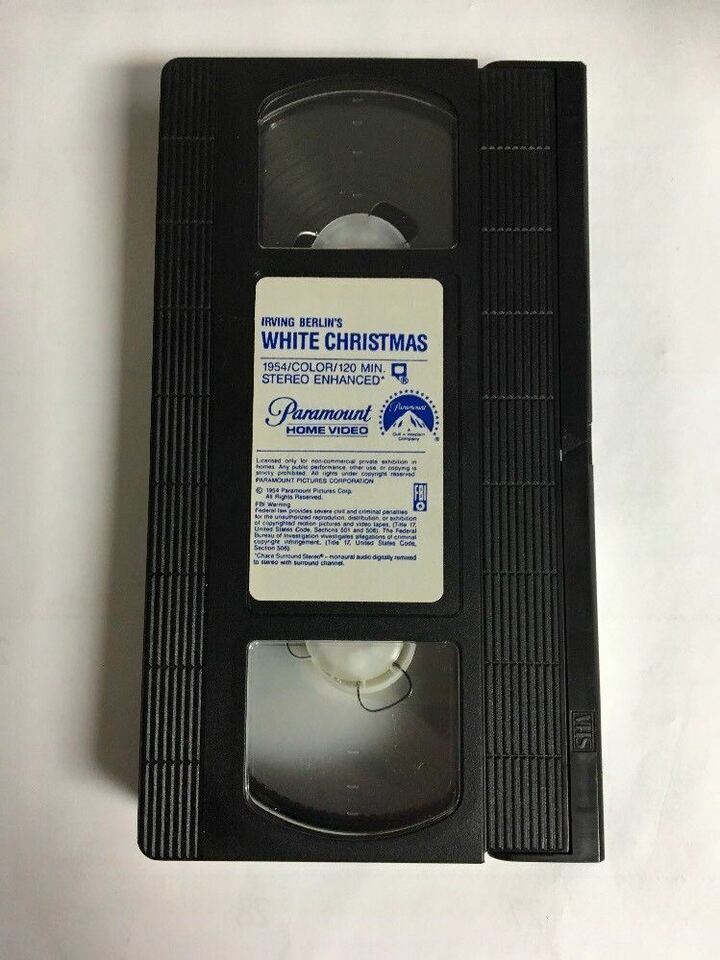 IRVING BERLIN'S
WHITE CHRISTMAS
1954/COLOR/120 MIN.
STEREO ENHANCED*
Paramount
HOME VIDEO
Paramount
A
Gulf + Western
Company
Licensed only for non-commercial private exhibition in
homes. Any public performance, other use, or copying is
strictly prohibited. All rights under copyright reserved.
PARAMOUNT PICTURES CORPORATION
© 1954 Paramount Pictures Corp.
All Rights Reserved.
FBI
FBI Warning
Federal law provides severe civil and criminal penalties
for the unauthorized reproduction, distribution, or exhibition
of copyrighted motion pictures and video tapes, (Title 17,
United States Code, Sections 501 and 506). The Federal
Bureau of Investigation investigates allegations of criminal
copyright infringement. (Title 17, United States Code,
Section 506).
*Chace Surround Stereo® – monaural audio digitally remixed
to stereo with surround channel.
VHS